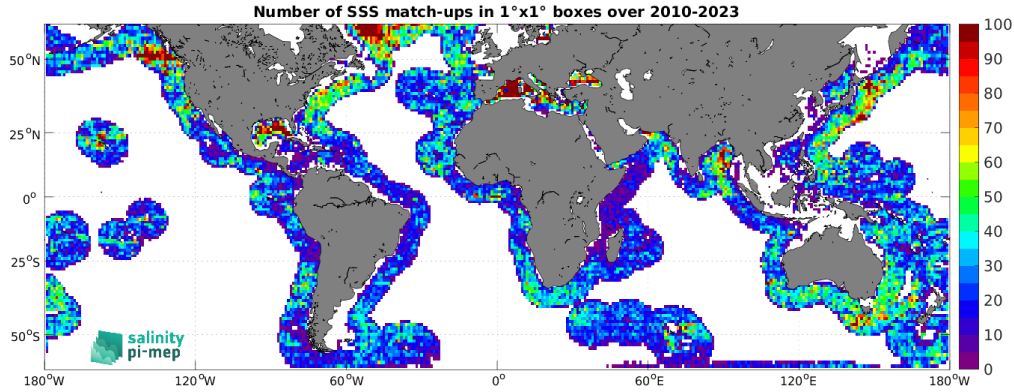 Number of SSS match-ups in 1°x1° boxes over 2010-2023
50°N
25°N
0°
25°S
50°S
180°W
120°W
60°W
0°
60°E
120°E
180°W
100
90
80
70
60
50
40
30
20
10
0
salinity
pi-mep